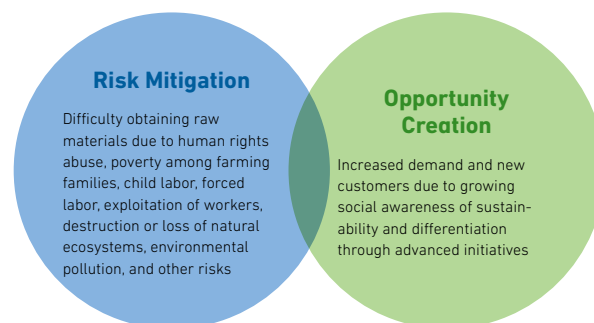 Risk Mitigation
Difficulty obtaining raw
materials due to human rights
abuse, poverty among farming
families, child labor, forced
labor, exploitation of workers,
destruction or loss of natural
ecosystems, environmental
pollution, and other risks
Opportunity
Creation
Increased demand and new
customers due to growing
social awareness of sustain-
ability and differentiation
through advanced initiatives